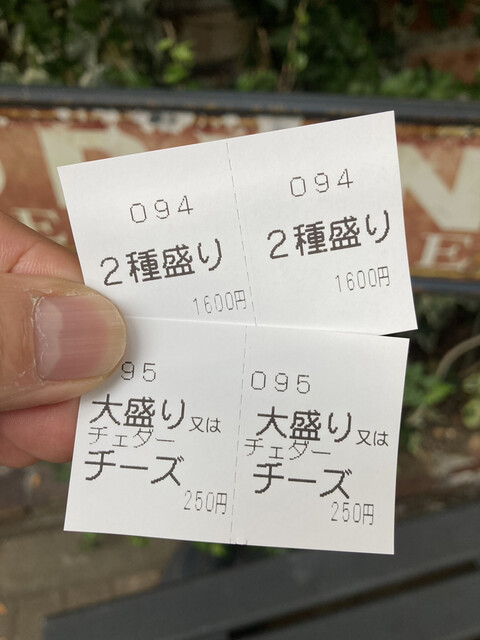 094
2種盛り
1600円
094
2種盛り
1600円
95
大盛り又は
チェダー
チーズ
250円
095
大盛り又は
チェダー
チーズ
250円